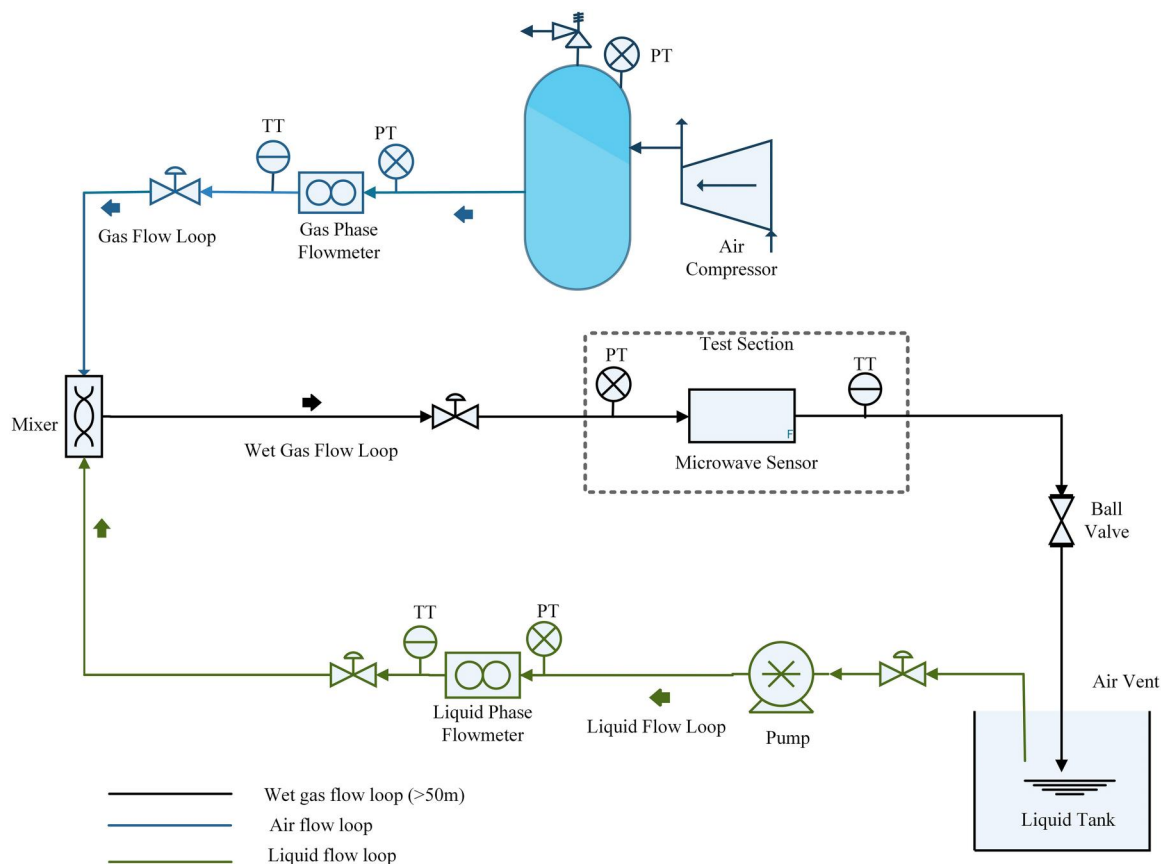 PT
TT
PT
Gas Flow Loop
Gas Phase
Flowmeter
Air
Compressor
Test Section
PT
TT
Mixer
Wet Gas Flow Loop
Microwave Sensor
F
Ball
Valve
TT
PT
Liquid Phase
Flowmeter
Liquid Flow Loop
Pump
Air Vent
Liquid Tank
Wet gas flow loop (>50m)
Air flow loop
Liquid flow loop